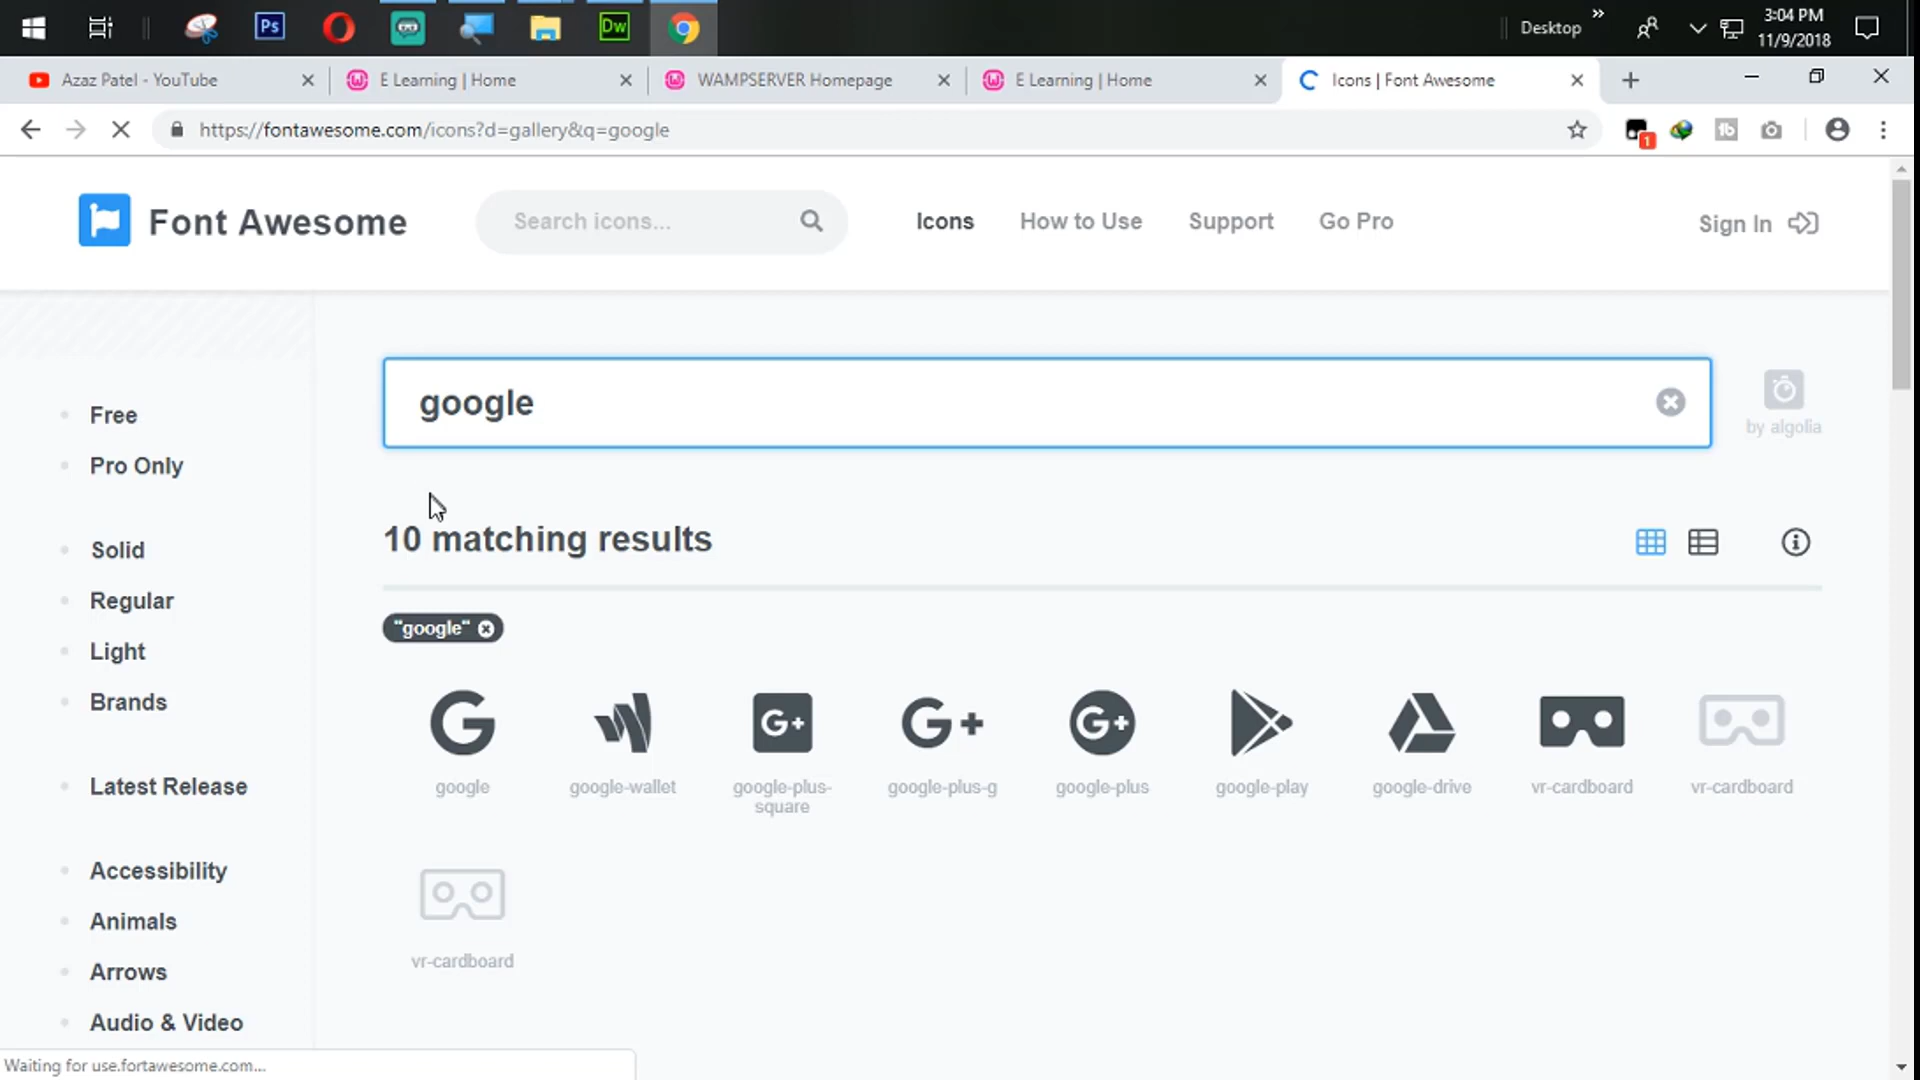 Ps
Dw
Desktop
3:04 PM
11/9/2018
Azaz Patel - YouTube
E Learning | Home
WAMPSERVER Homepage
E Learning | Home
Icons | Font Awesome
https://fontawesome.com/icons?d=gallery&q=google
1
Font Awesome
Search icons...
Icons
How to Use
Support
Go Pro
Sign In
google
by algolia
Free
Pro Only
Solid
Regular
Light
Brands
Latest Release
Accessibility
Animals
Arrows
Audio & Video
10 matching results
"google"
google
google-wallet
google-plus-
square
google-plus-g
google-plus
google-play
google-drive
vr-cardboard
vr-cardboard
vr-cardboard
Waiting for use.fortawesome.com...